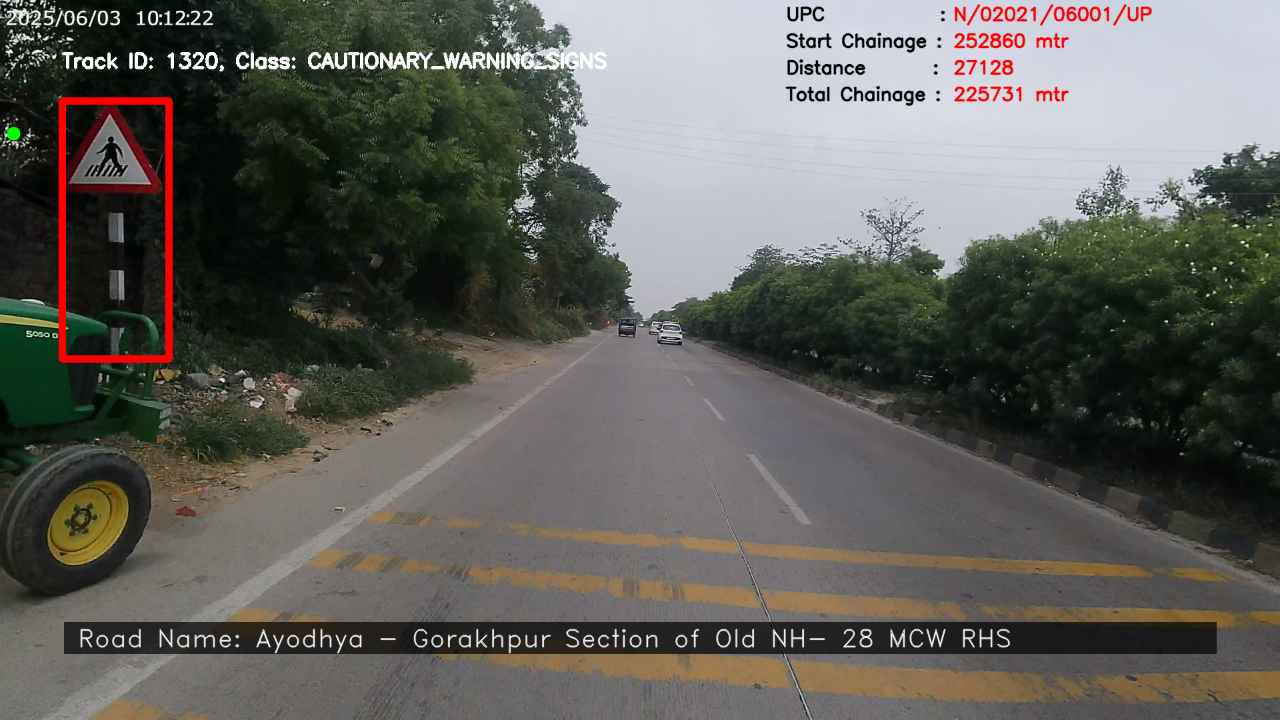 2025/06/03 10:12:22
UPC : N/02021/06001/UP
Start Chainage : 252860 mtr
Distance : 27128
Total Chainage : 225731 mtr
Track ID: 1320, Class: CAUTIONARY_WARNING_SIGNS
5050 D
Road Name: Ayodhya - Gorakhpur Section of Old NH- 28 MCW RHS